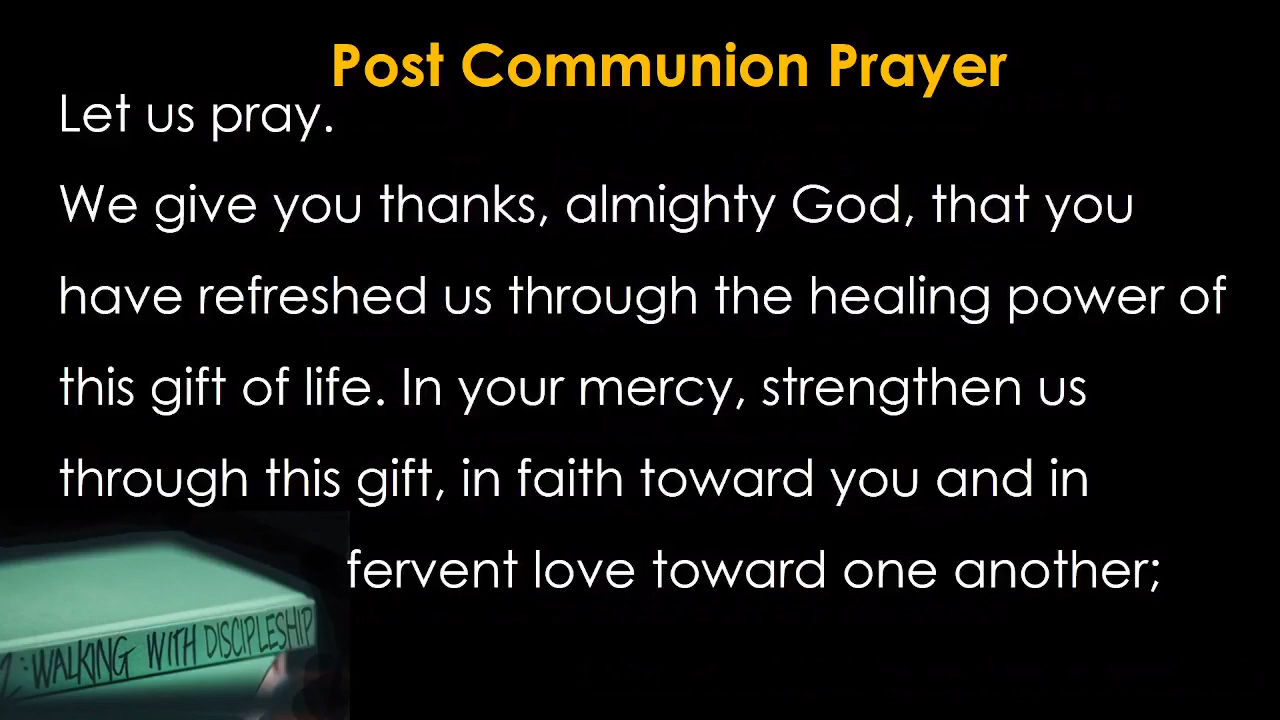 Post Communion Prayer
Let us pray.
We give you thanks, almighty God, that you
have refreshed us through the healing power of
this gift of life. In your mercy, strengthen us
through this gift, in faith toward you and in
fervent love toward one another;
2: WALKING WITH DISCIPLESHIP